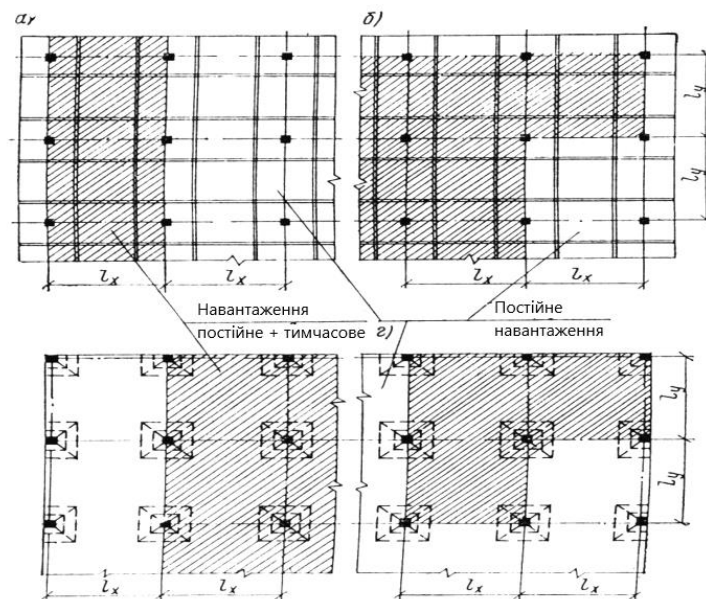 а)
б)
l_y
l_y
l_x
l_x
l_x
l_x
Навантаження
постійне + тимчасове
г)
Постійне
навантаження
l_y
l_y
l_x
l_x
l_x
l_x